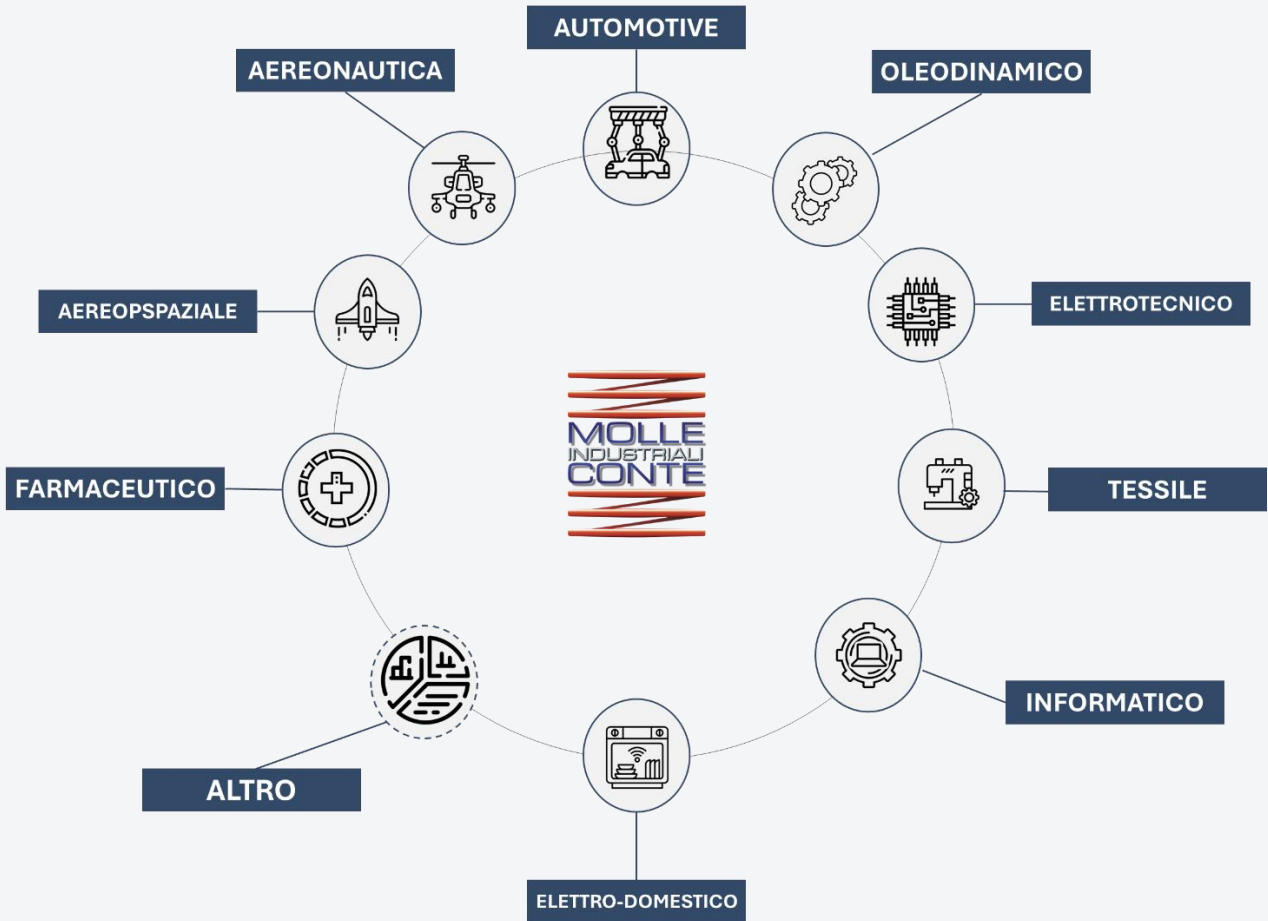 AUTOMOTIVE
AEREONAUTICA
OLEODINAMICO
AEREOPSPAZIALE
ELETTROTECNICO
MOLLE
INDUSTRIALI
CONTE
FARMACEUTICO
TESSILE
INFORMATICO
ALTRO
ELETTRO-DOMESTICO